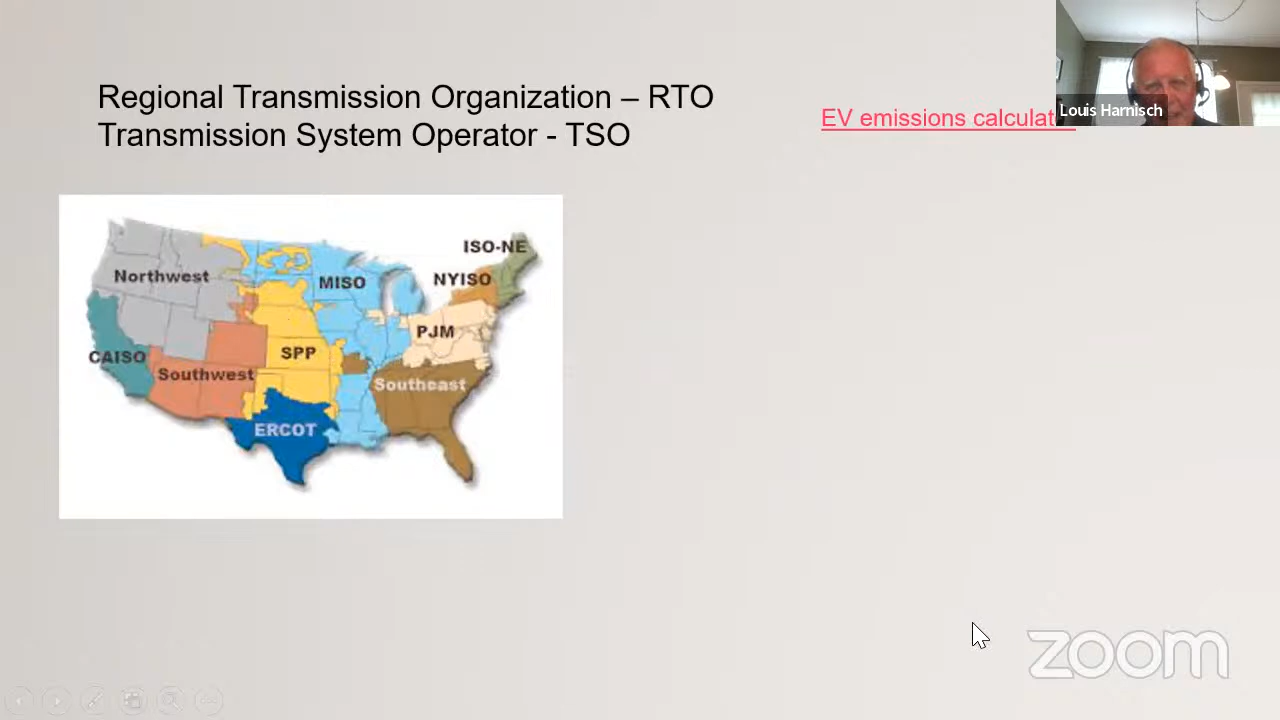 Regional Transmission Organization – RTO
Transmission System Operator - TSO
EV emissions
Louis Harnisch
ISO-NE
Northwest
MISO
NYISO
PJM
SPP
CAISO
Southwest
Southeast
ERCOT
zoom